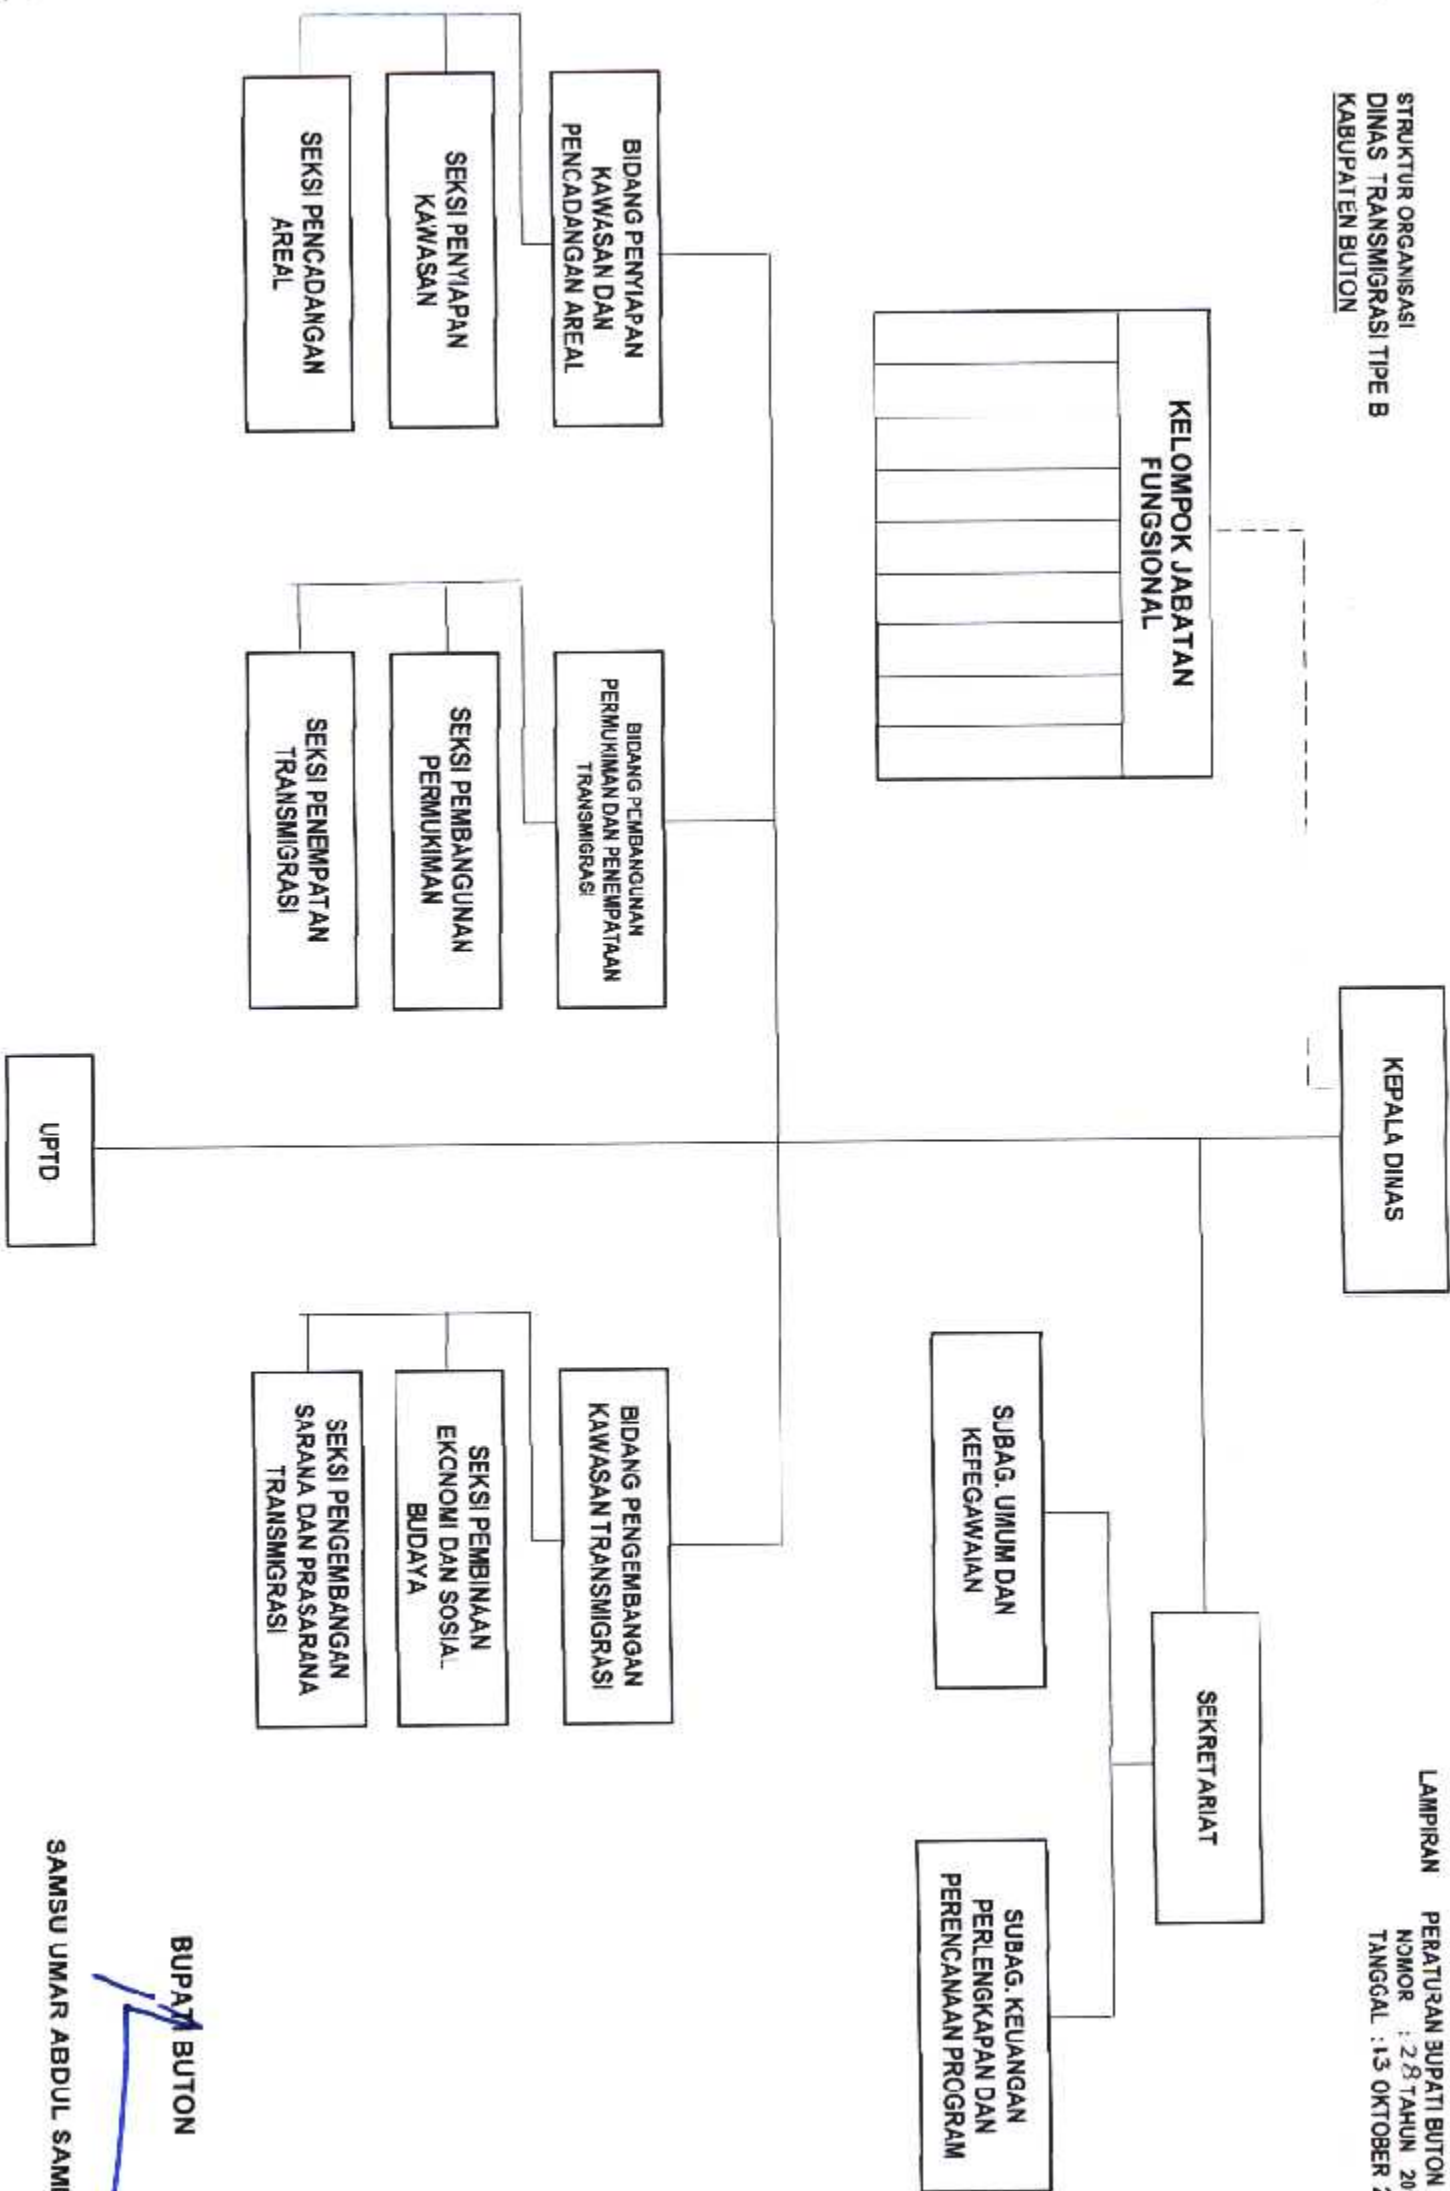 STRUKTUR ORGANISASI
DINAS TRANSMIGRASI TIPE B
KABUPATEN BUTON
LAMPIRAN PERATURAN BUPATI BUTON
NOMOR : 28 TAHUN 20
TANGGAL : 13 OKTOBER 2
KEPALA DINAS
KELOMPOK JABATAN
FUNGSIONAL
SEKRETARIAT
SUBAG. UMUM DAN
KEPEGAWAIAN
SUBAG. KEUANGAN
PERLENGKAPAN DAN
PERENCANAAN PROGRAM
BIDANG PENYIAPAN
KAWASAN DAN
PENCADANGAN AREAL
SEKSI PENYIAPAN
KAWASAN
SEKSI PENCADANGAN
AREAL
BIDANG PEMBANGUNAN
PERMUKIMAN DAN PENEMPATAAN
TRANSMIGRASI
SEKSI PEMBANGUNAN
PERMUKIMAN
SEKSI PENEMPATAN
TRANSMIGRASI
BIDANG PENGEMBANGAN
KAWASAN TRANSMIGRASI
SEKSI PEMBINAAN
EKONOMI DAN SOSIAL
BUDAYA
SEKSI PENGEMBANGAN
SARANA DAN PRASARANA
TRANSMIGRASI
UPTD
BUPATI BUTON
SAMSU UMAR ABDUL SAMI